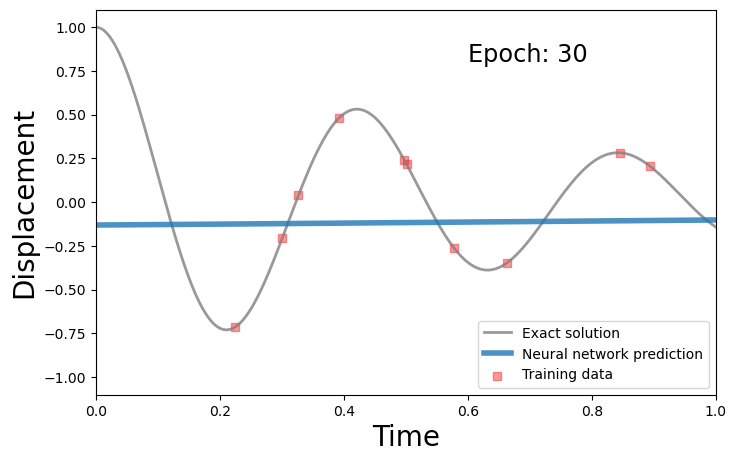 Epoch: 30
Displacement
1.00
0.75
0.50
0.25
0.00
−0.25
−0.50
−0.75
−1.00
Exact solution
Neural network prediction
Training data
0.0 0.2 0.4 0.6 0.8 1.0
Time